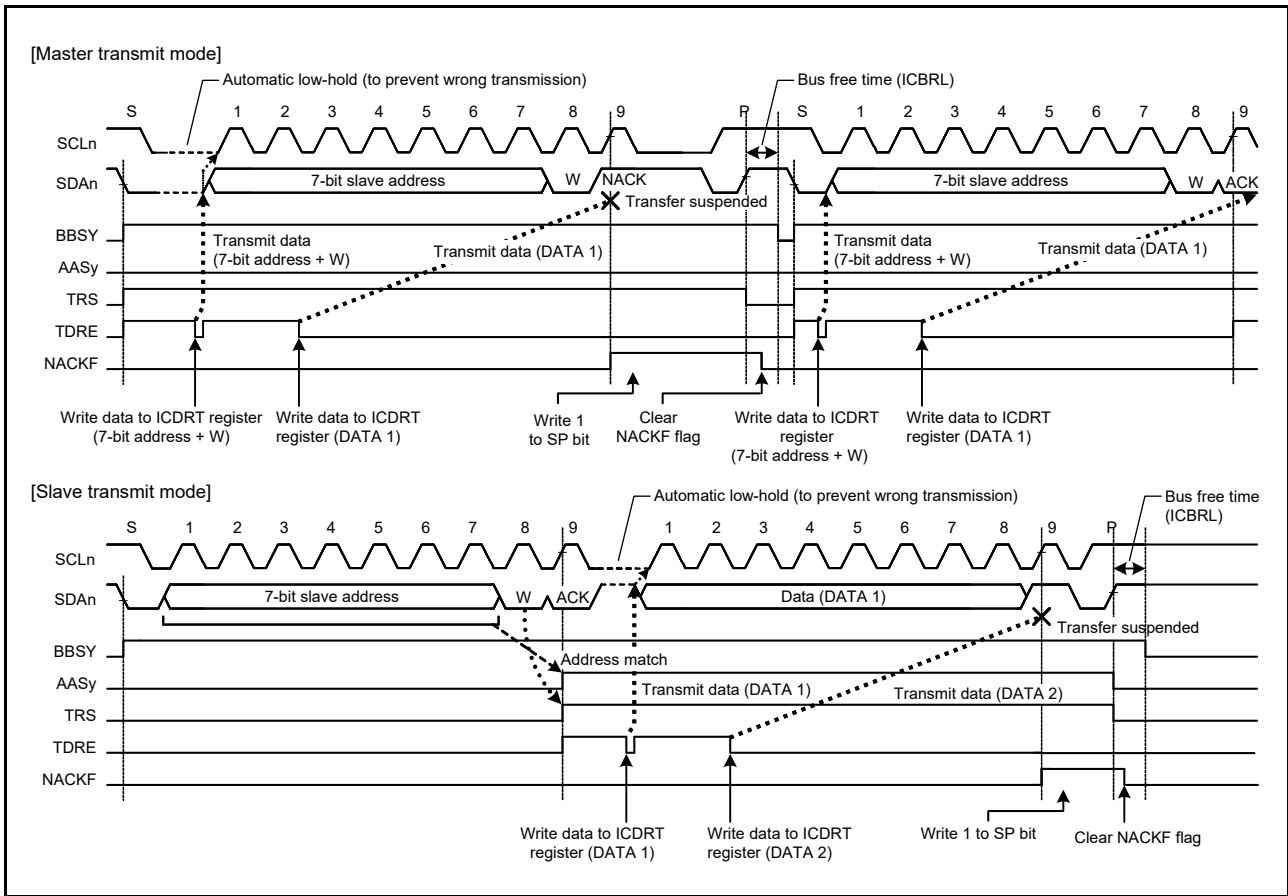 [Master transmit mode]
Automatic low-hold (to prevent wrong transmission)
Bus free time (ICBRL)
S 1 2 3 4 5 6 7 8 9 P S 1 2 3 4 5 6 7 8 9
SCLn
SDAn 7-bit slave address W NACK 7-bit slave address W ACK
Transfer suspended
BBSY
Transmit data
(7-bit address + W)
Transmit data (DATA 1)
Transmit data
(7-bit address + W)
Transmit data (DATA 1)
AASy
TRS
TDRE
NACKF
Write data to ICDRT register
(7-bit address + W)
Write data to ICDRT
register (DATA 1)
Write 1
to SP bit
Clear
NACKF flag
Write data to ICDRT
register
(7-bit address + W)
Write data to ICDRT
register (DATA 1)
[Slave transmit mode]
Automatic low-hold (to prevent wrong transmission)
Bus free time
(ICBRL)
S 1 2 3 4 5 6 7 8 9 1 2 3 4 5 6 7 8 9 P
SCLn
SDAn 7-bit slave address W ACK Data (DATA 1)
Transfer suspended
BBSY
Address match
AASy
Transmit data (DATA 1)
Transmit data (DATA 2)
TRS
TDRE
NACKF
Write data to ICDRT
register (DATA 1)
Write data to ICDRT
register (DATA 2)
Write 1 to SP bit
Clear NACKF flag